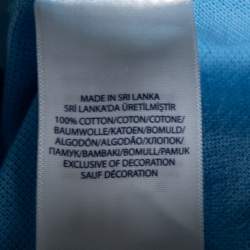 MADE IN SRI LANKA
SRİ LANKA'DA ÜRETİLMİŞTİR
100% COTTON/COTON/COTONE/
BAUMWOLLE/KATOEN/BOMULD/
ALGODÓN/ALGODÃO/ХЛОПОК/
ПАМУК/BAMBAKI/BOMULL/PAMUK
EXCLUSIVE OF DECORATION
SAUF DÉCORATION